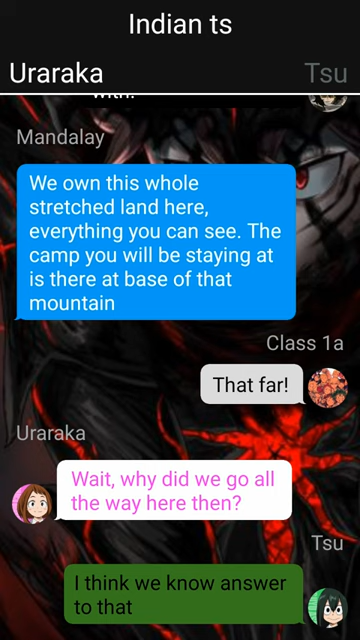 Indian ts
Uraraka
Tsu
with!
Mandalay
We own this whole
stretched land here,
everything you can see. The
camp you will be staying at
is there at base of that
mountain
Class 1a
That far!
Uraraka
Wait, why did we go all
the way here then?
Tsu
I think we know answer
to that